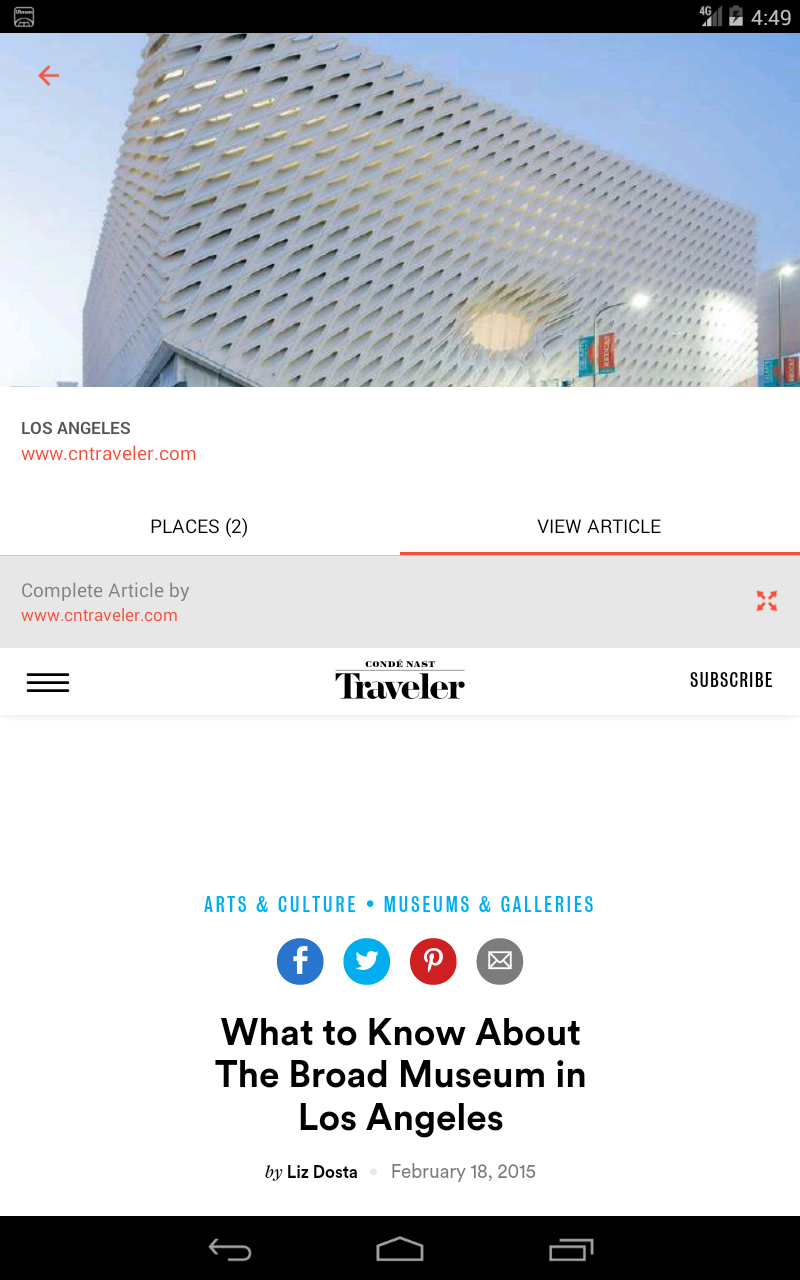 4G 4:49
LOS ANGELES
www.cntraveler.com
PLACES (2)
VIEW ARTICLE
Complete Article by
www.cntraveler.com
CONDÉ NAST
Traveler
SUBSCRIBE
ARTS & CULTURE • MUSEUMS & GALLERIES
What to Know About
The Broad Museum in
Los Angeles
by Liz Dosta • February 18, 2015